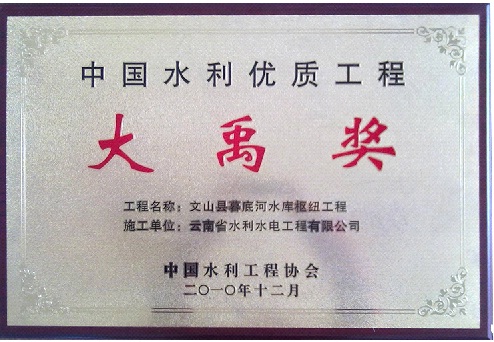 中国水利优质工程
大禹奖
工程名称：文山县暮底河水库枢纽工程
施工单位：云南省水利水电工程有限公司
中国水利工程协会
二〇一〇年十二月